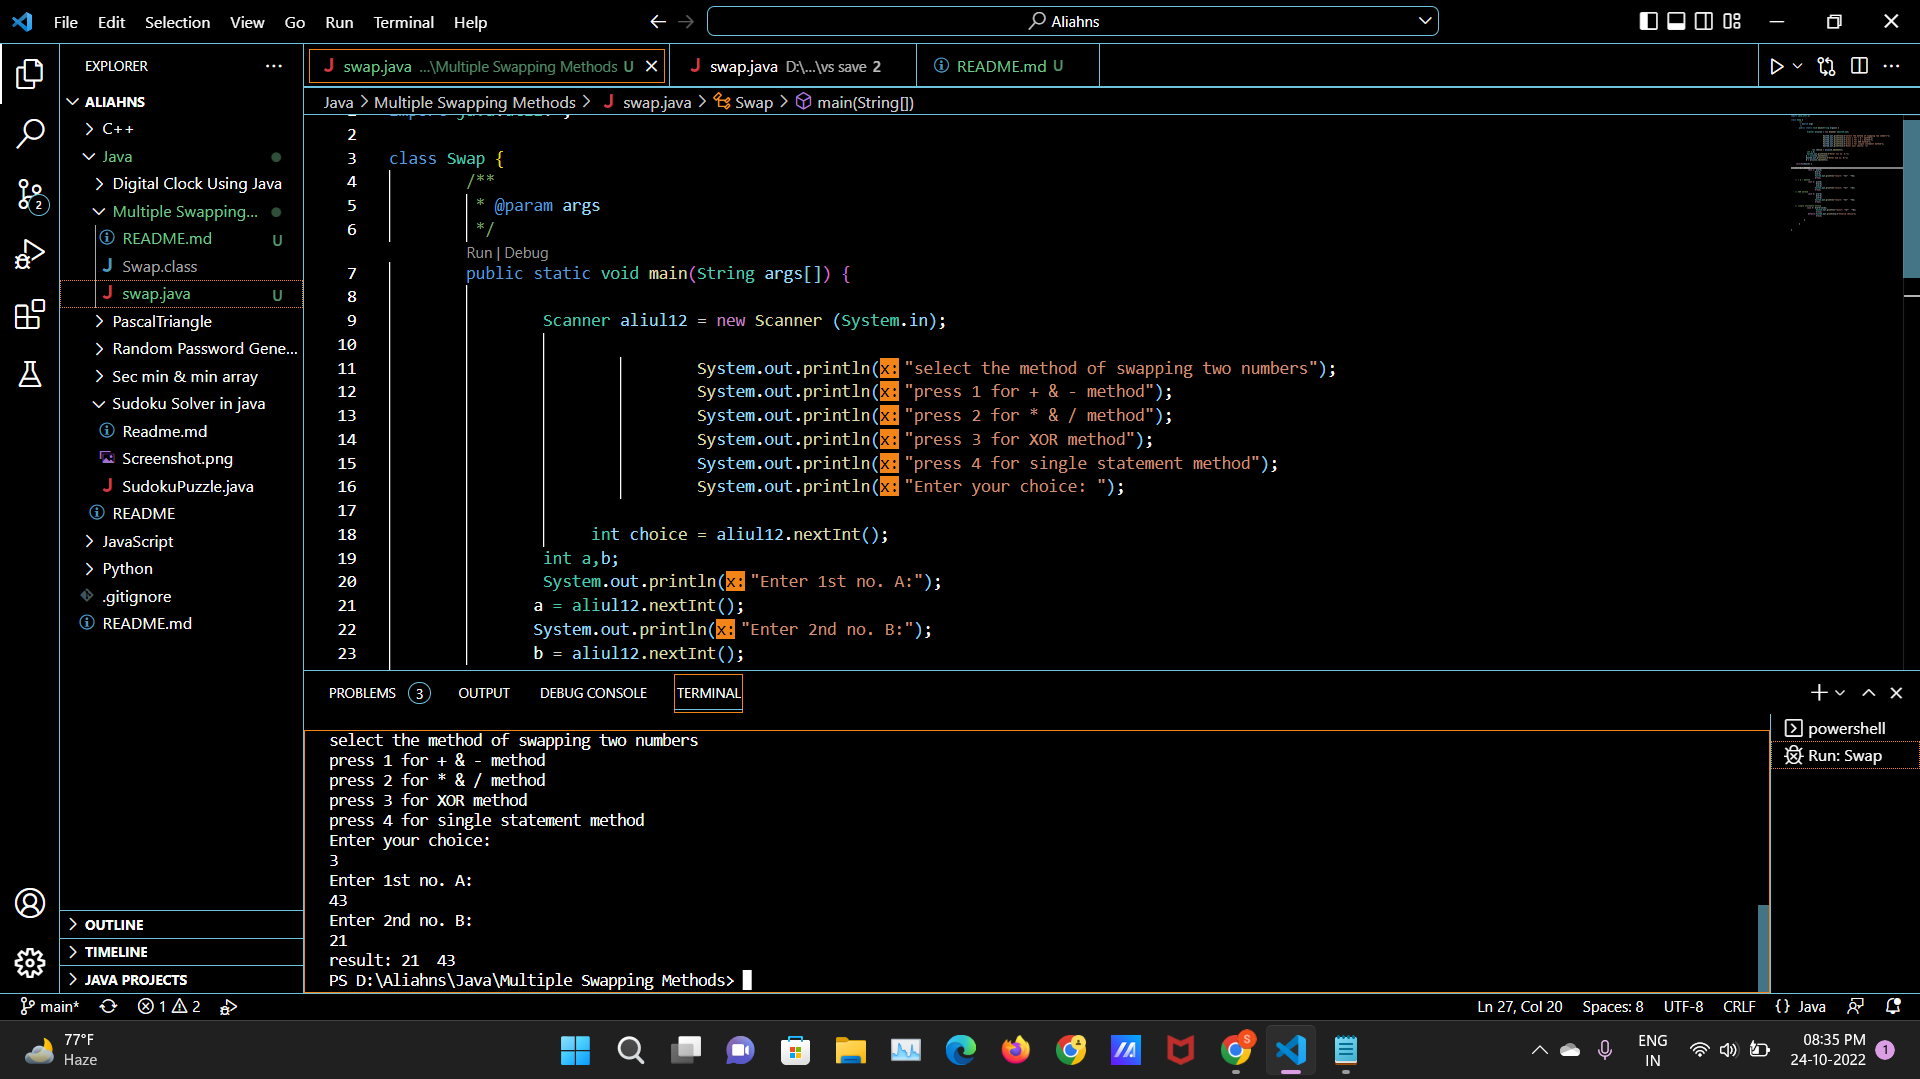 File Edit Selection View Go Run Terminal Help
Aliahns
EXPLORER
ALIAHNS
C++
Java
Digital Clock Using Java
Multiple Swapping...
README.md U
Swap.class
swap.java U
PascalTriangle
Random Password Gene...
Sec min & min array
Sudoku Solver in java
Readme.md
Screenshot.png
SudokuPuzzle.java
README
JavaScript
Python
.gitignore
README.md
OUTLINE
TIMELINE
JAVA PROJECTS
2
swap.java ...\Multiple Swapping Methods U
swap.java D:\...\vs save 2
README.md U
Java > Multiple Swapping Methods > swap.java > Swap > main(String[])
2
3 class Swap {
4 /**
5 * @param args
6 */
Run | Debug
7 public static void main(String args[]) {
8
9 Scanner aliul12 = new Scanner (System.in);
10
11 System.out.println(x: "select the method of swapping two numbers");
12 System.out.println(x: "press 1 for + & - method");
13 System.out.println(x: "press 2 for * & / method");
14 System.out.println(x: "press 3 for XOR method");
15 System.out.println(x: "press 4 for single statement method");
16 System.out.println(x: "Enter your choice: ");
17
18 int choice = aliul12.nextInt();
19 int a,b;
20 System.out.println(x: "Enter 1st no. A:");
21 a = aliul12.nextInt();
22 System.out.println(x: "Enter 2nd no. B:");
23 b = aliul12.nextInt();
PROBLEMS 3 OUTPUT DEBUG CONSOLE TERMINAL
select the method of swapping two numbers
press 1 for + & - method
press 2 for * & / method
press 3 for XOR method
press 4 for single statement method
Enter your choice:
3
Enter 1st no. A:
43
Enter 2nd no. B:
21
result: 21 43
PS D:\Aliahns\Java\Multiple Swapping Methods>
powershell
Run: Swap
main* 1 2
Ln 27, Col 20 Spaces: 8 UTF-8 CRLF {} Java
77°F
Haze
S
ENG
IN
08:35 PM
24-10-2022
1